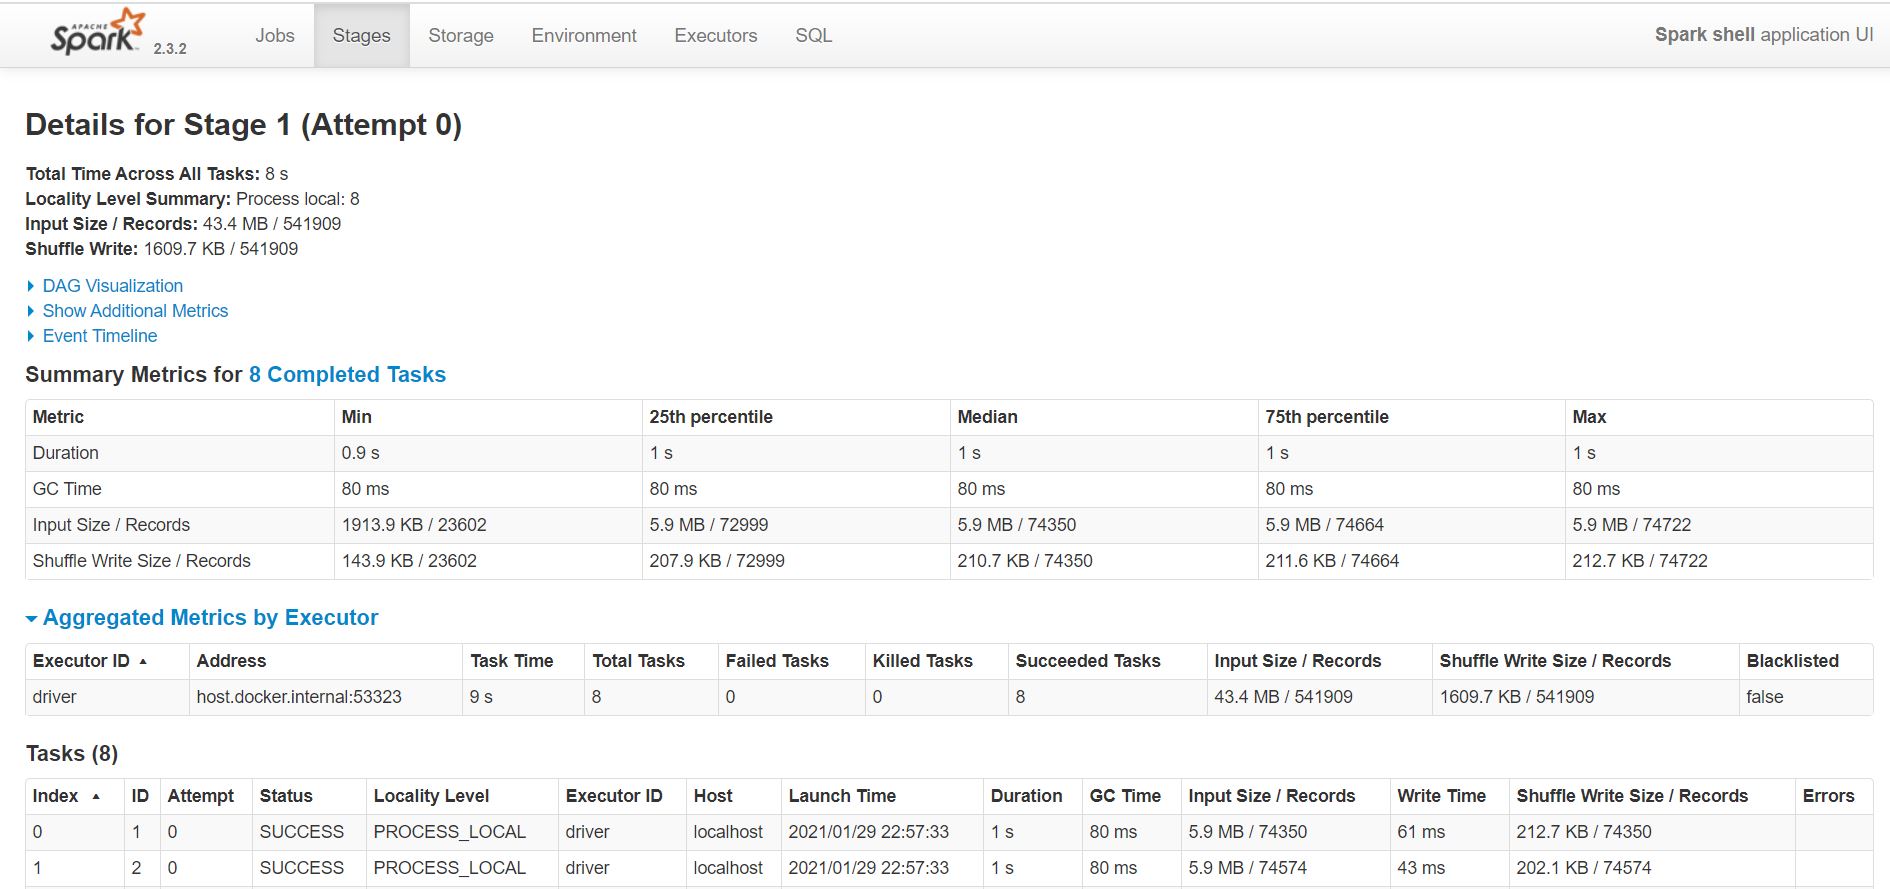 APACHE
Spark 2.3.2 Jobs Stages Storage Environment Executors SQL Spark shell application UI
Details for Stage 1 (Attempt 0)
Total Time Across All Tasks: 8 s
Locality Level Summary: Process local: 8
Input Size / Records: 43.4 MB / 541909
Shuffle Write: 1609.7 KB / 541909
DAG Visualization
Show Additional Metrics
Event Timeline
Summary Metrics for 8 Completed Tasks
Metric Min 25th percentile Median 75th percentile Max
Duration 0.9 s 1 s 1 s 1 s 1 s
GC Time 80 ms 80 ms 80 ms 80 ms 80 ms
Input Size / Records 1913.9 KB / 23602 5.9 MB / 72999 5.9 MB / 74350 5.9 MB / 74664 5.9 MB / 74722
Shuffle Write Size / Records 143.9 KB / 23602 207.9 KB / 72999 210.7 KB / 74350 211.6 KB / 74664 212.7 KB / 74722
Aggregated Metrics by Executor
Executor ID Address Task Time Total Tasks Failed Tasks Killed Tasks Succeeded Tasks Input Size / Records Shuffle Write Size / Records Blacklisted
driver host.docker.internal:53323 9 s 8 0 0 8 43.4 MB / 541909 1609.7 KB / 541909 false
Tasks (8)
Index ID Attempt Status Locality Level Executor ID Host Launch Time Duration GC Time Input Size / Records Write Time Shuffle Write Size / Records Errors
0 1 0 SUCCESS PROCESS_LOCAL driver localhost 2021/01/29 22:57:33 1 s 80 ms 5.9 MB / 74350 61 ms 212.7 KB / 74350
1 2 0 SUCCESS PROCESS_LOCAL driver localhost 2021/01/29 22:57:33 1 s 80 ms 5.9 MB / 74574 43 ms 202.1 KB / 74574